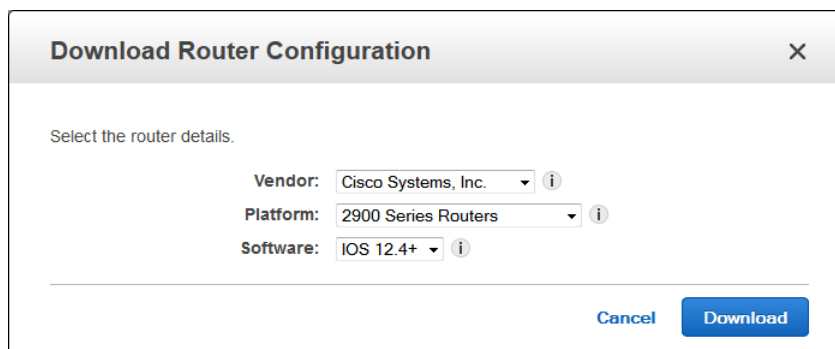 Download Router Configuration
Select the router details.
Vendor: Cisco Systems, Inc.
Platform: 2900 Series Routers
Software: IOS 12.4+
Cancel Download